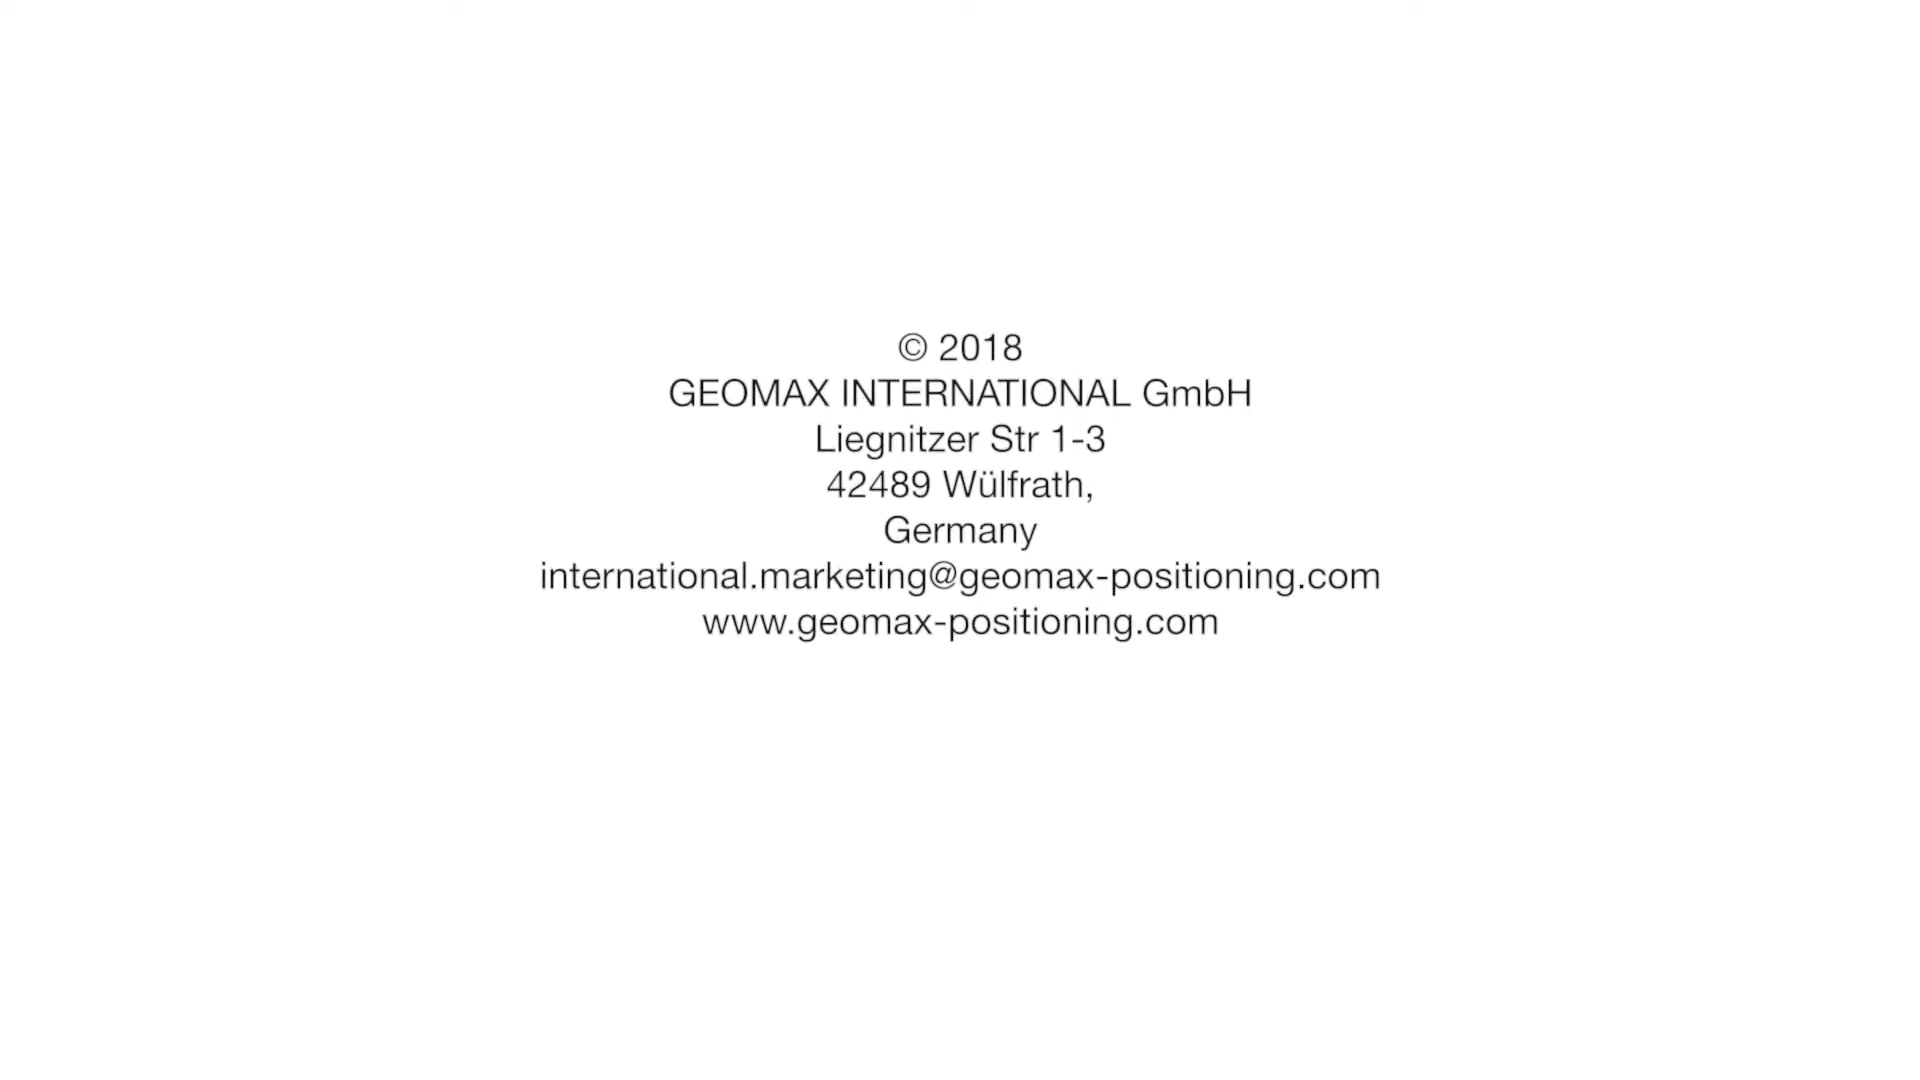 © 2018
GEOMAX INTERNATIONAL GmbH
Liegnitzer Str 1-3
42489 Wülfrath,
Germany
international.marketing@geomax-positioning.com
www.geomax-positioning.com